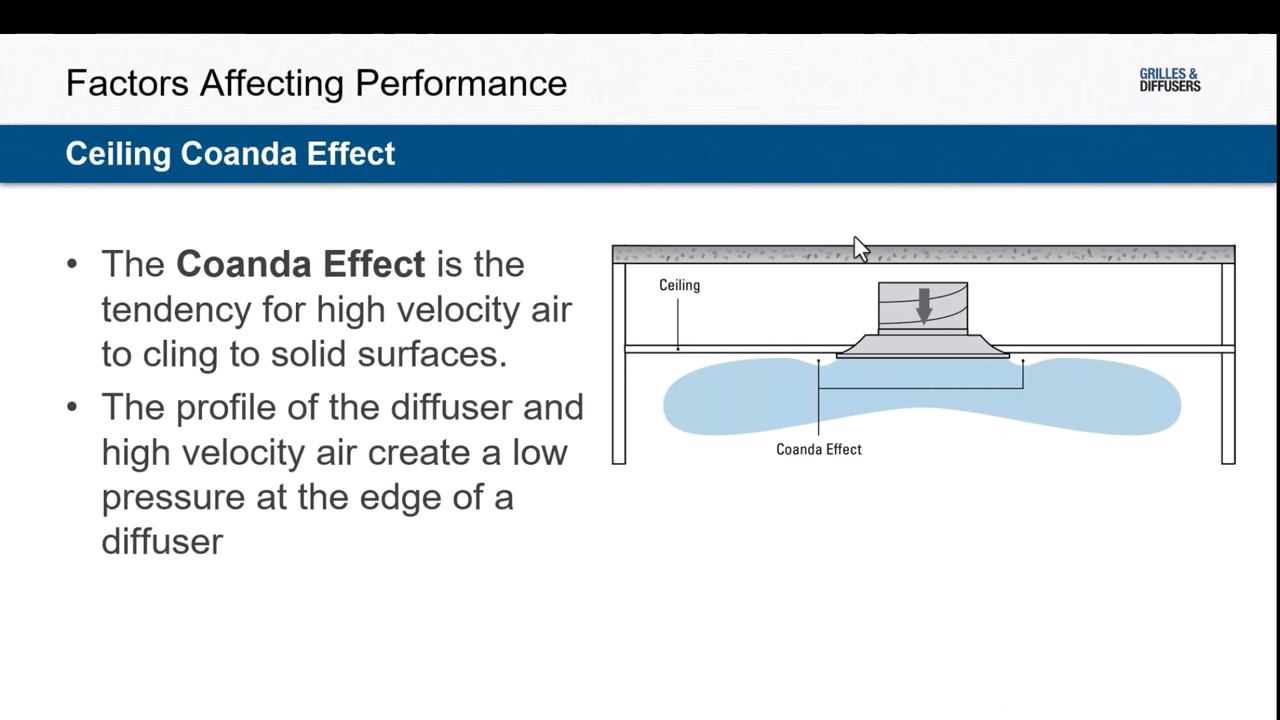 Factors Affecting Performance
GRILLES &
DIFFUSERS
Ceiling Coanda Effect
• The Coanda Effect is the
tendency for high velocity air
to cling to solid surfaces.
• The profile of the diffuser and
high velocity air create a low
pressure at the edge of a
diffuser
Ceiling
Coanda Effect